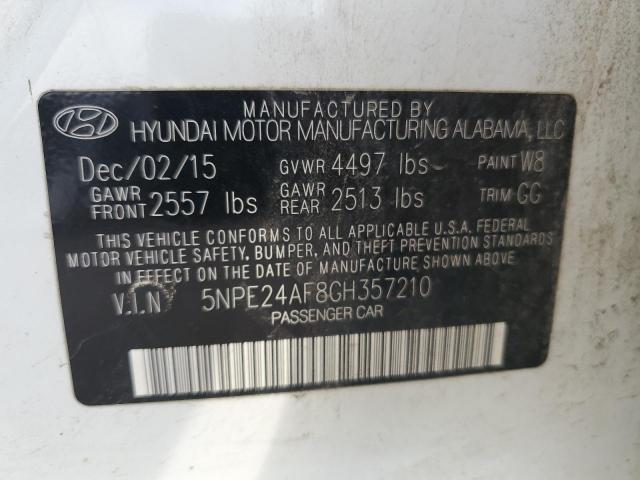 MANUFACTURED BY
HYUNDAI MOTOR MANUFACTURING ALABAMA, LLC
Dec/02/15 GVWR 4497 lbs PAINT W8
GAWR FRONT 2557 lbs GAWR REAR 2513 lbs TRIM GG
THIS VEHICLE CONFORMS TO ALL APPLICABLE U.S.A. FEDERAL
MOTOR VEHICLE SAFETY, BUMPER, AND THEFT PREVENTION STANDARDS
IN EFFECT ON THE DATE OF MANUFACTURE SHOWN ABOVE.
V.I.N 5NPE24AF8GH357210
PASSENGER CAR